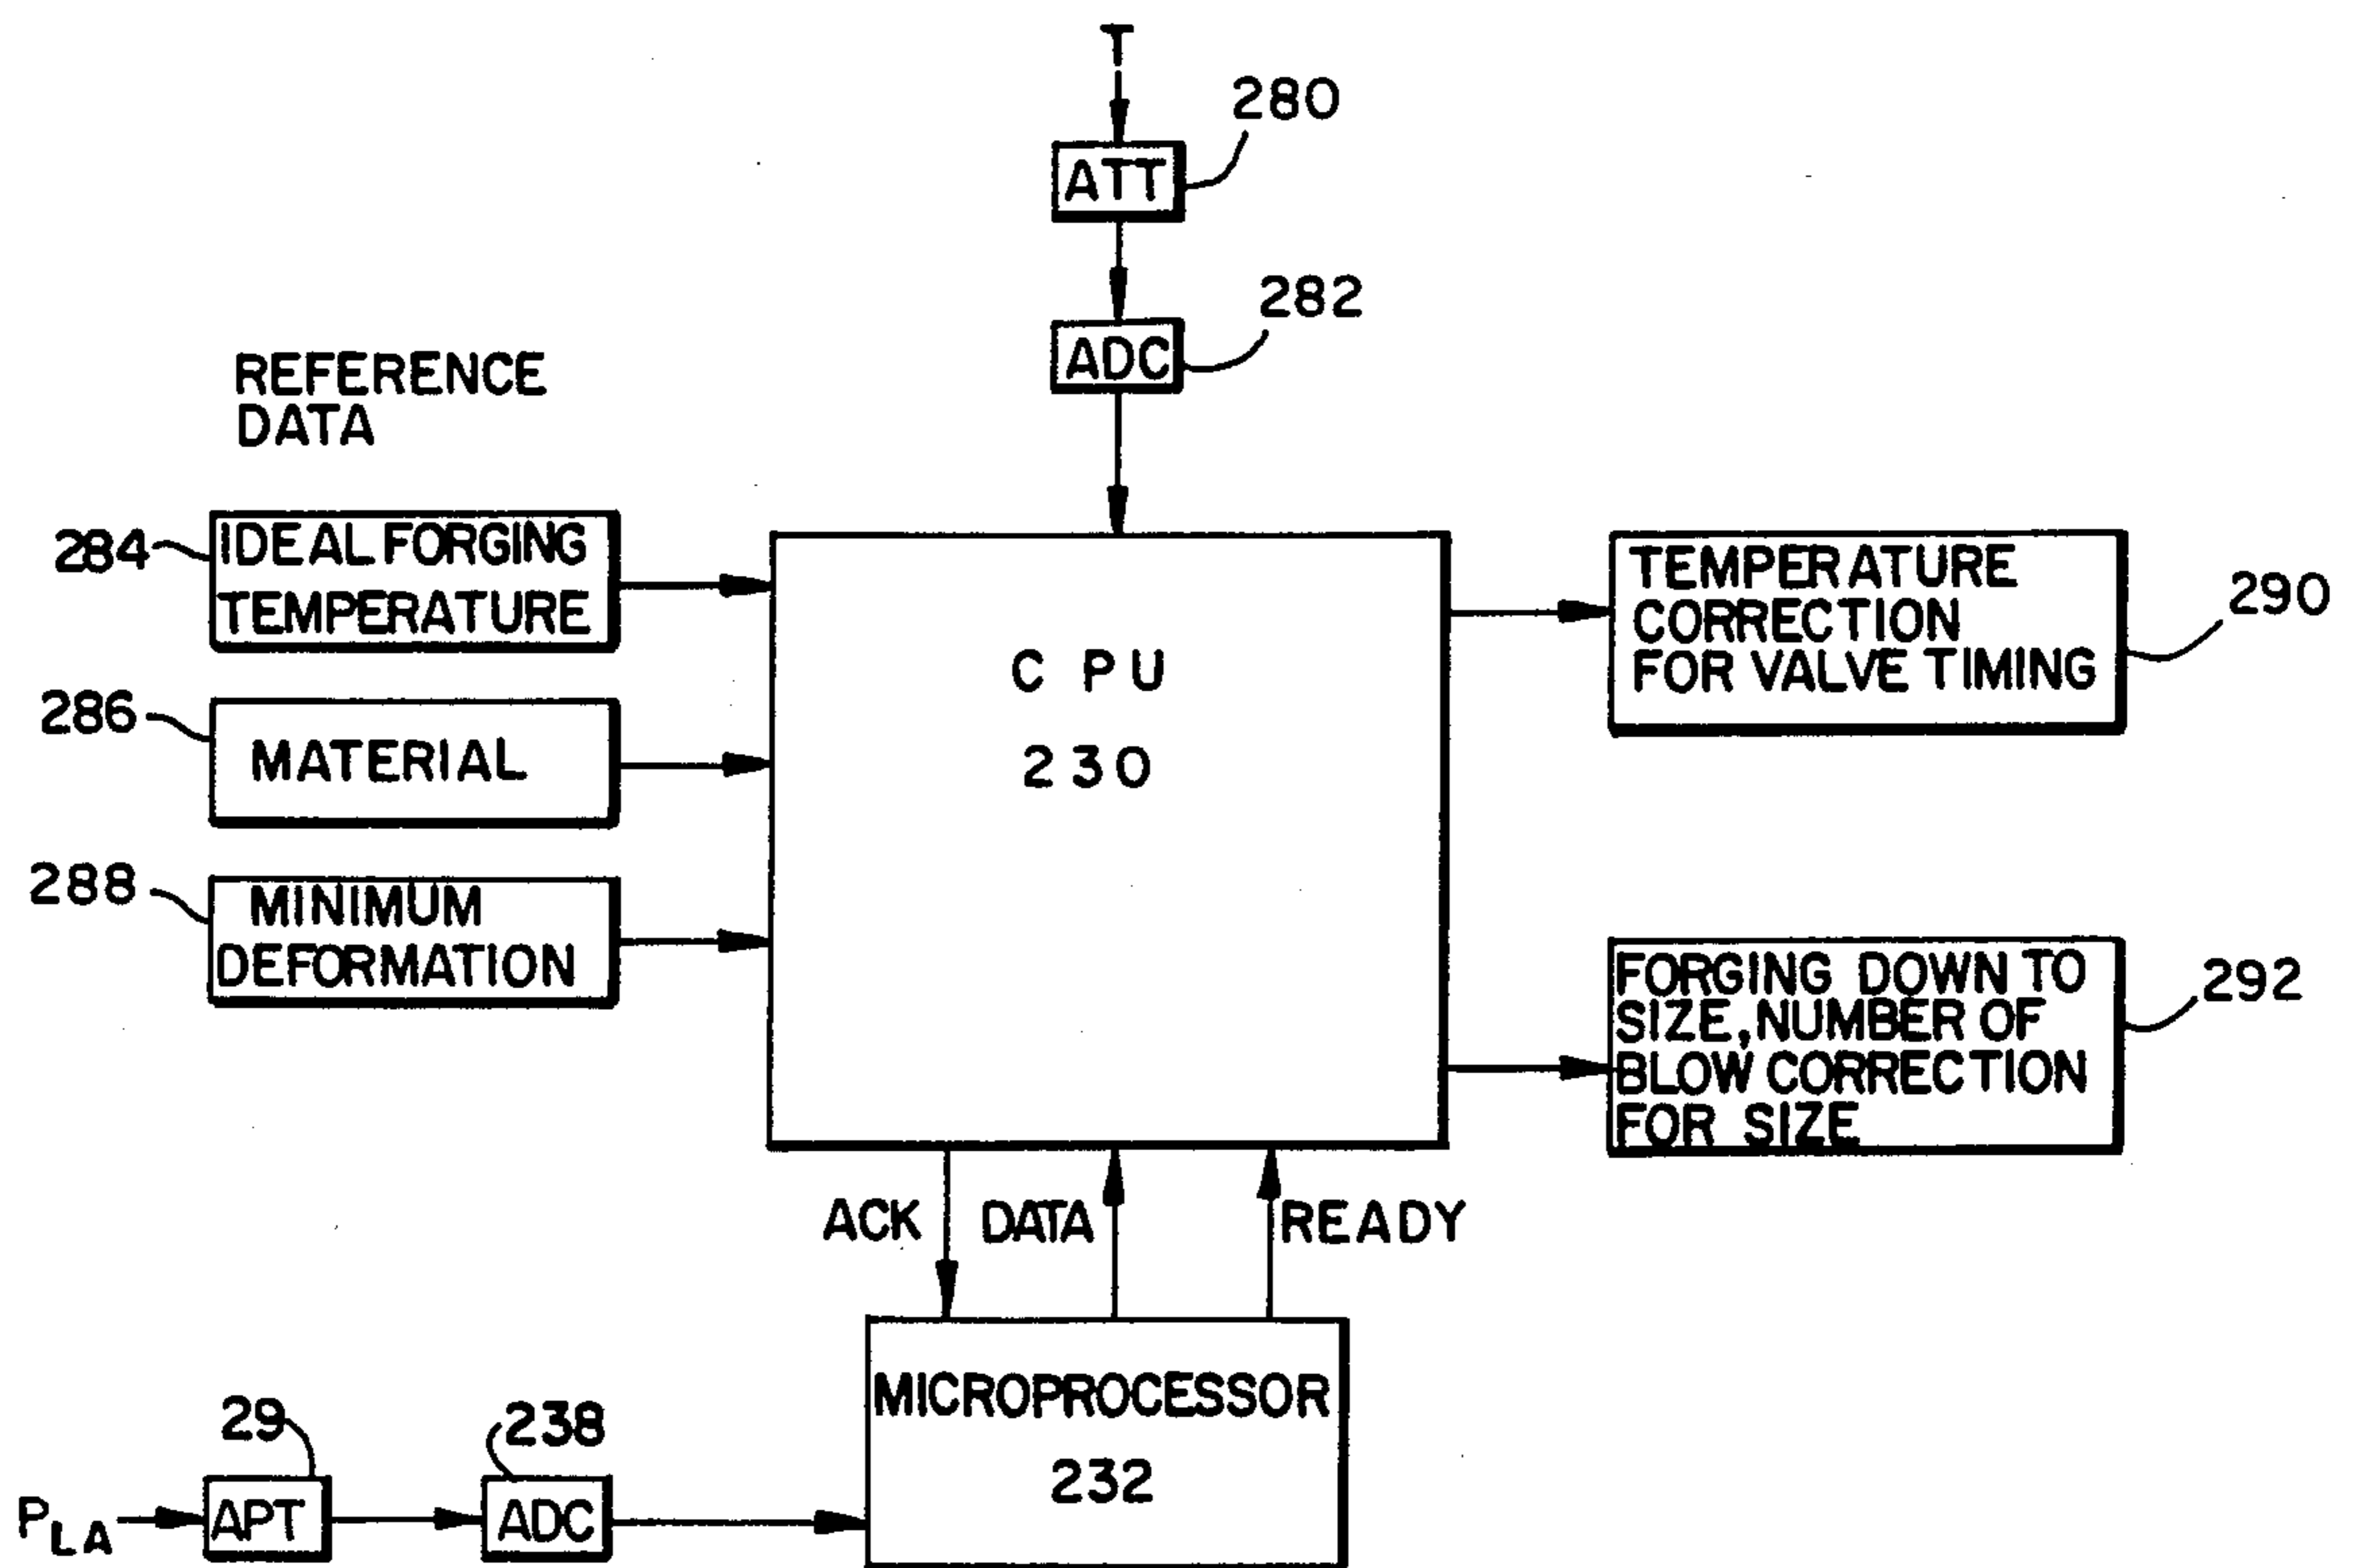 T
280
ATT
282
ADC
REFERENCE
DATA
284
IDEAL FORGING
TEMPERATURE
286
MATERIAL
288
MINIMUM
DEFORMATION
CPU
230
TEMPERATURE
CORRECTION
FOR VALVE TIMING
290
FORGING DOWN TO
SIZE, NUMBER OF
BLOW CORRECTION
FOR SIZE
292
ACK
DATA
READY
MICROPROCESSOR
232
29
238
PLA
APT
ADC